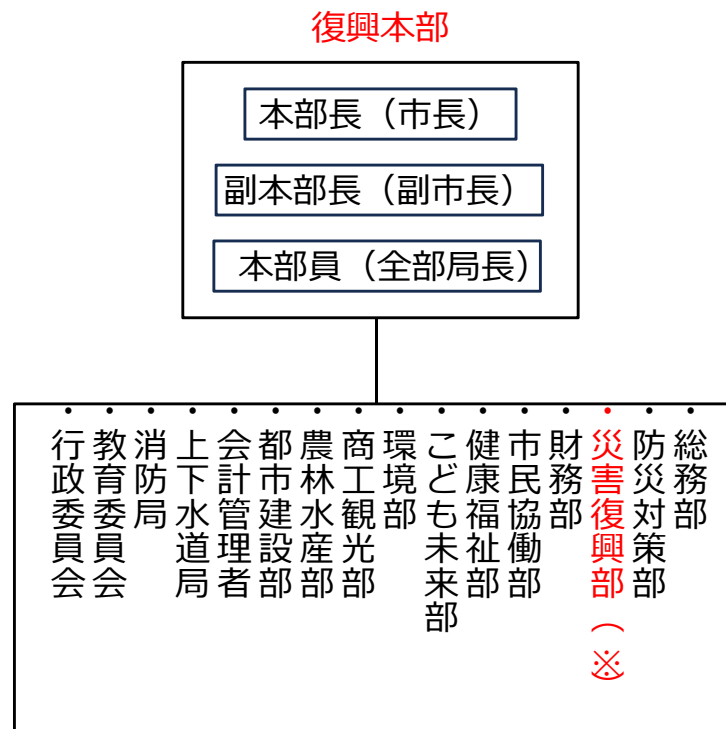 復興本部
本部長（市長）
副本部長（副市長）
本部員（全部局長）
・総務部
・防災対策部
・災害復興部（※）
・財務部
・市民協働部
・健康福祉部
・こども未来部
・環境部
・商工観光部
・農林水産部
・都市建設部
・会計管理者
・上下水道局
・消防局
・教育委員会
・行政委員会